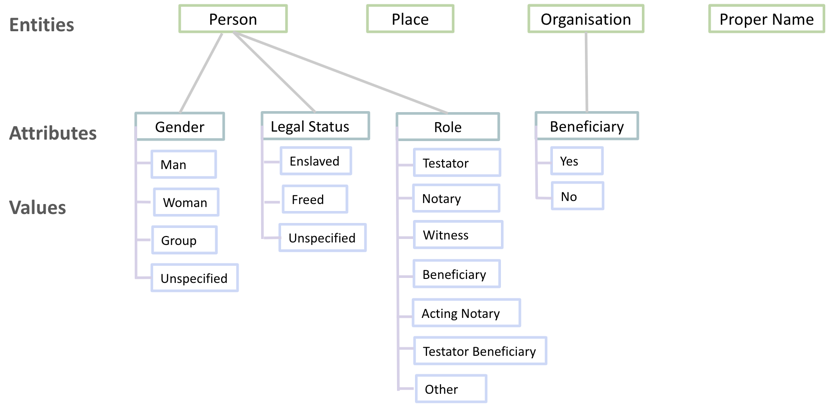 Entities
Person
Place
Organisation
Proper Name
Attributes
Gender
Legal Status
Role
Beneficiary
Values
Man
Woman
Group
Unspecified
Enslaved
Freed
Unspecified
Testator
Notary
Witness
Beneficiary
Acting Notary
Testator Beneficiary
Other
Yes
No